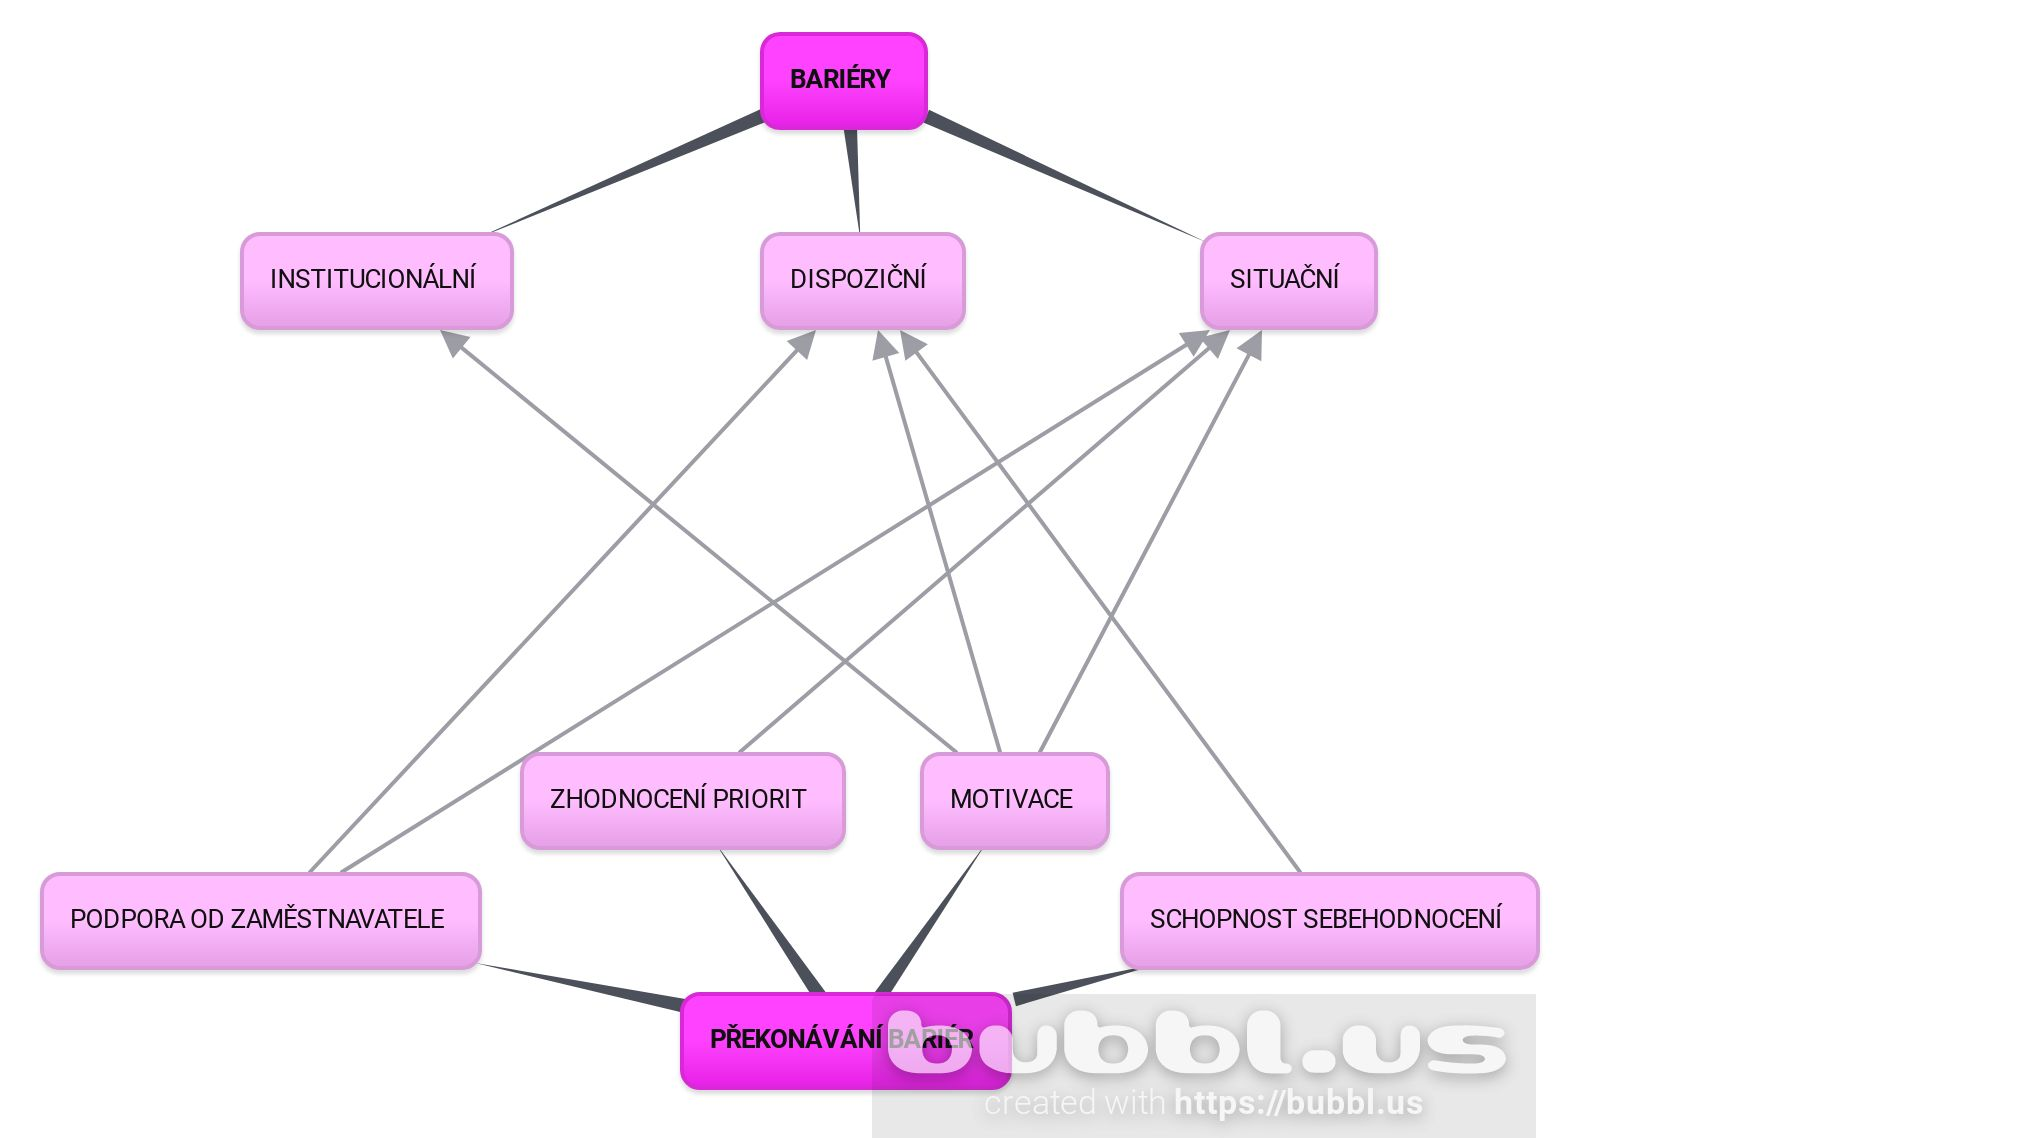 BARIÉRY
INSTITUCIONÁLNÍ
DISPOZIČNÍ
SITUAČNÍ
ZHODNOCENÍ PRIORIT
MOTIVACE
PODPORA OD ZAMĚSTNAVATELE
SCHOPNOST SEBEHODNOCENÍ
PŘEKONÁVÁNÍ BARIÉR
bubbl.us
created with https://bubbl.us